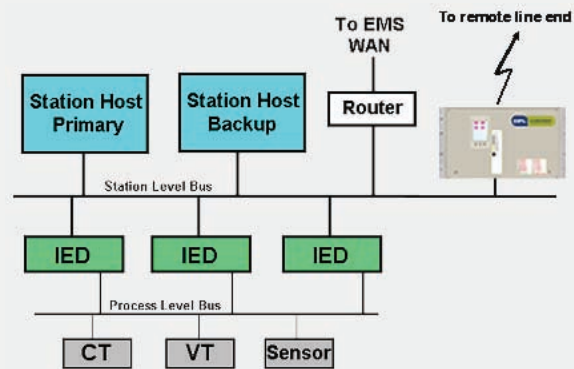 To EMS
WAN
To remote line end
Station Host
Primary
Station Host
Backup
Router
Station Level Bus
IED
IED
IED
Process Level Bus
CT
VT
Sensor